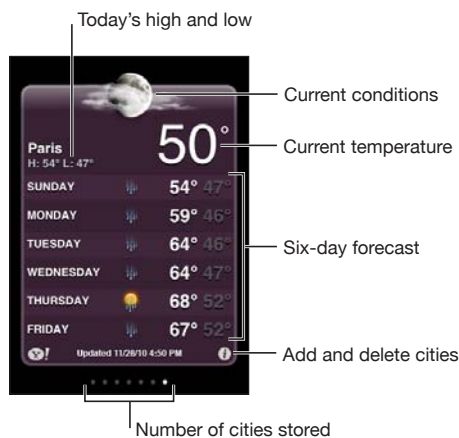 Today's high and low
Current conditions
50°
Current temperature
Paris
H: 54° L: 47°
SUNDAY 54° 47°
MONDAY 59° 46°
TUESDAY 64° 46°
Six-day forecast
WEDNESDAY 64° 47°
THURSDAY 68° 52°
FRIDAY 67° 52°
Y! Updated 11/28/10 4:50 PM i
Add and delete cities
Number of cities stored